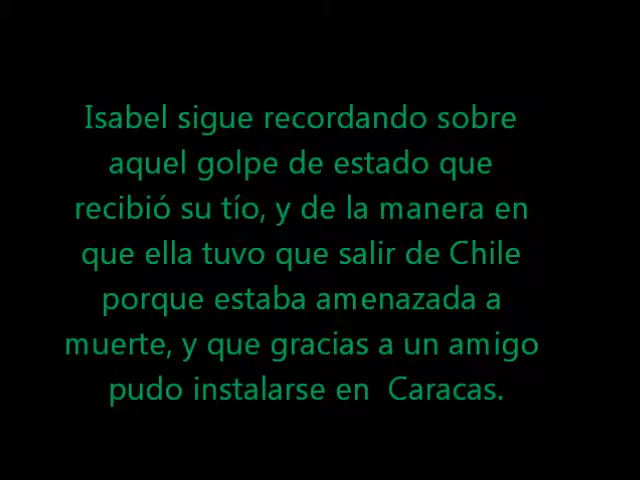 Isabel sigue recordando sobre
aquel golpe de estado que
recibió su tío, y de la manera en
que ella tuvo que salir de Chile
porque estaba amenazada a
muerte, y que gracias a un amigo
pudo instalarse en  Caracas.